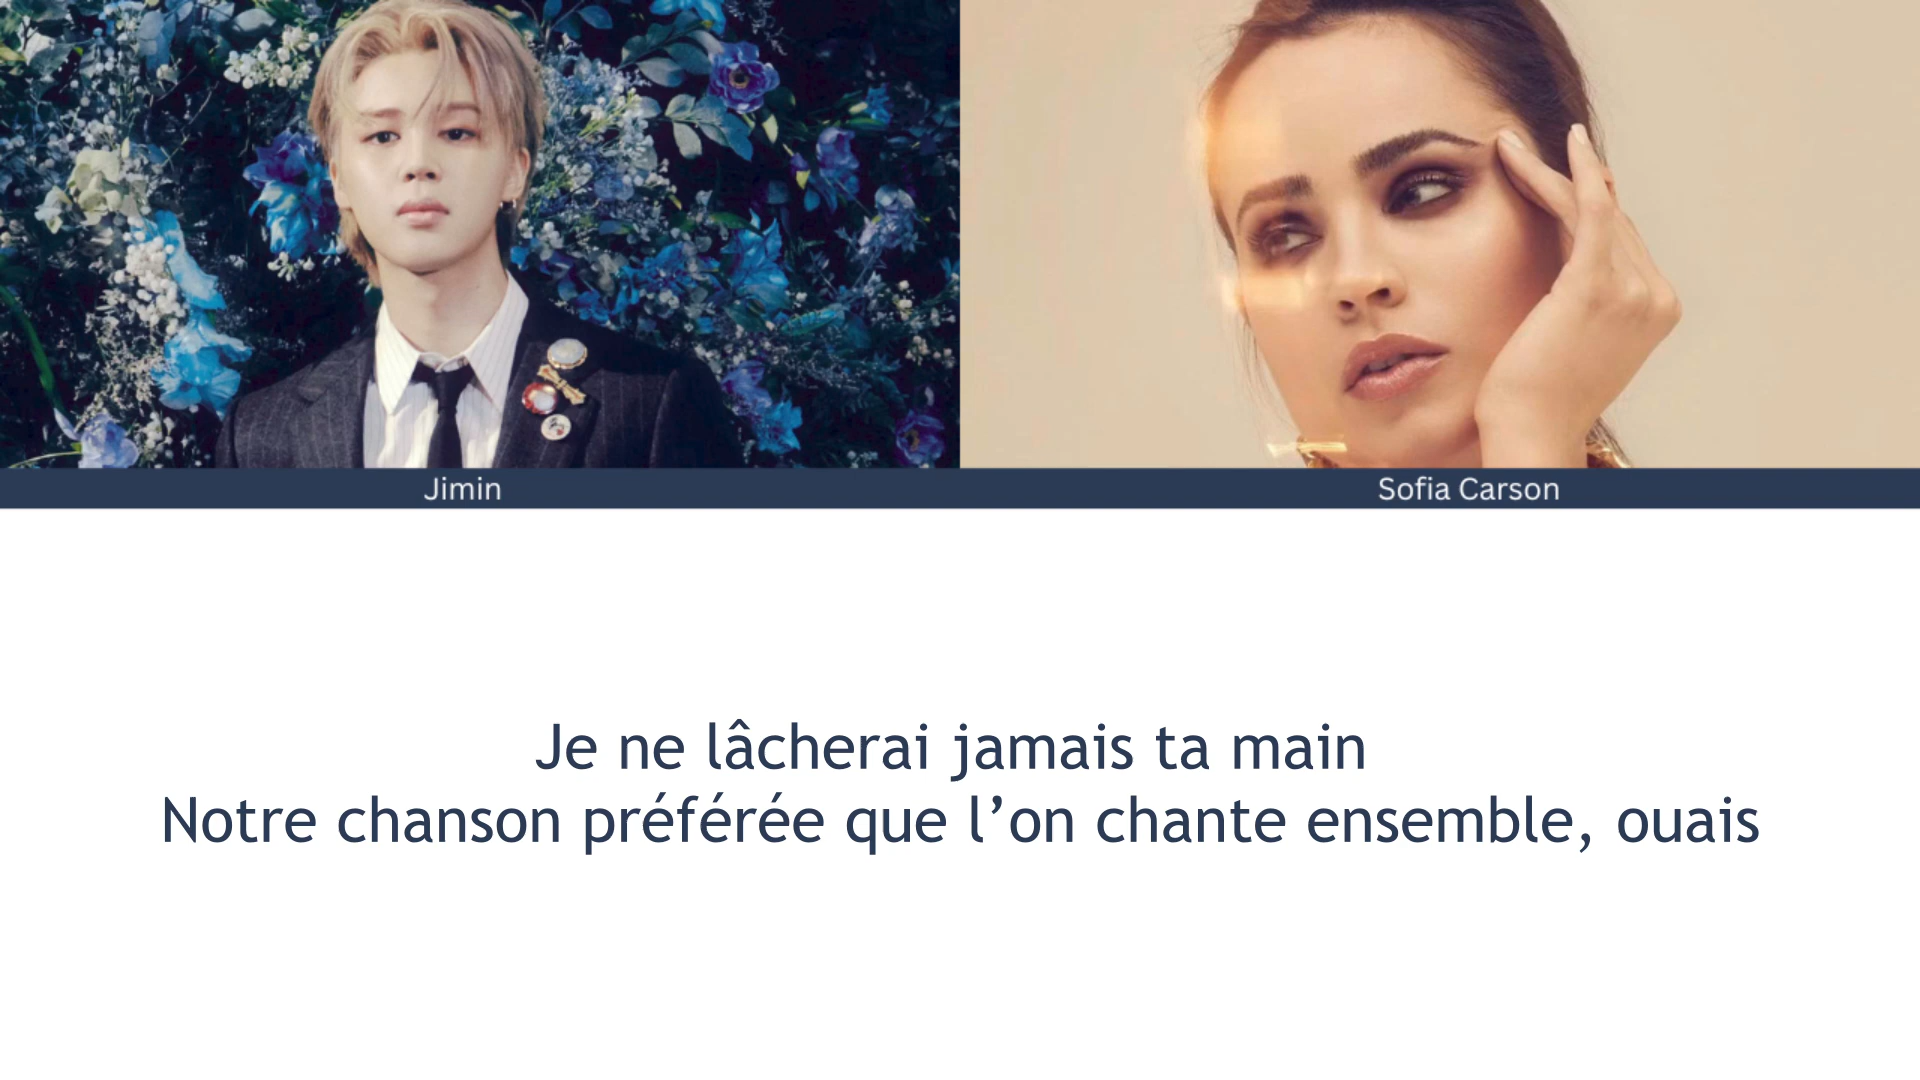 Jimin
Sofia Carson
Je ne lâcherai jamais ta main
Notre chanson préférée que l’on chante ensemble, ouais